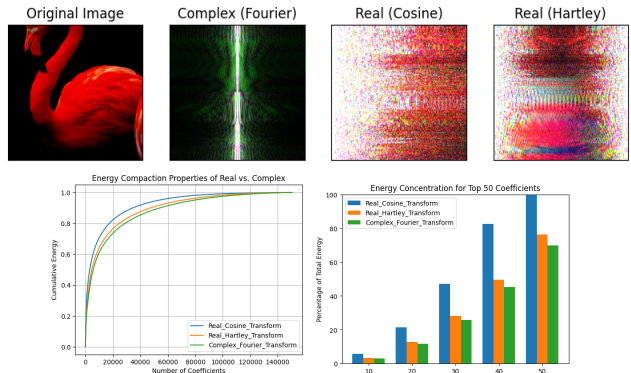 Original Image
Complex (Fourier)
Real (Cosine)
Real (Hartley)
Energy Compaction Properties of Real vs. Complex
1.0
0.8
0.6
0.4
0.2
0.0
Cumulative Energy
Real_Cosine_Transform
Real_Hartley_Transform
Complex_Fourier_Transform
0 20000 40000 60000 80000 100000 120000 140000
Number of Coefficients
Energy Concentration for Top 50 Coefficients
100
80
60
40
20
0
Percentage of Total Energy
Real_Cosine_Transform
Real_Hartley_Transform
Complex_Fourier_Transform
10 20 30 40 50